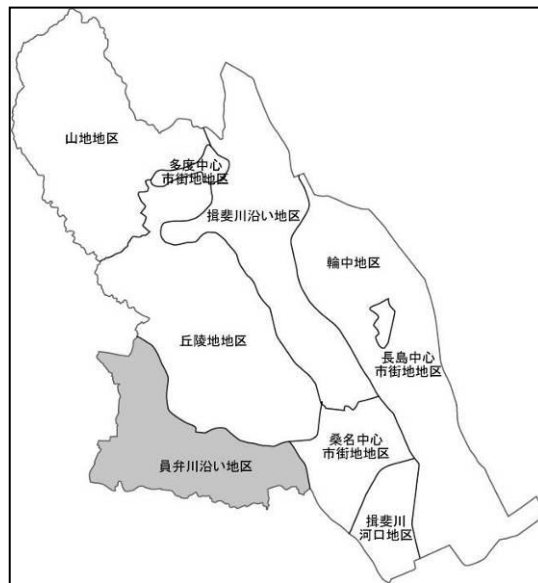 山地地区
多度中心
市街地地区
揖斐川沿い地区
輪中地区
丘陵地地区
長島中心
市街地地区
桑名中心
市街地地区
員弁川沿い地区
揖斐川
河口地区